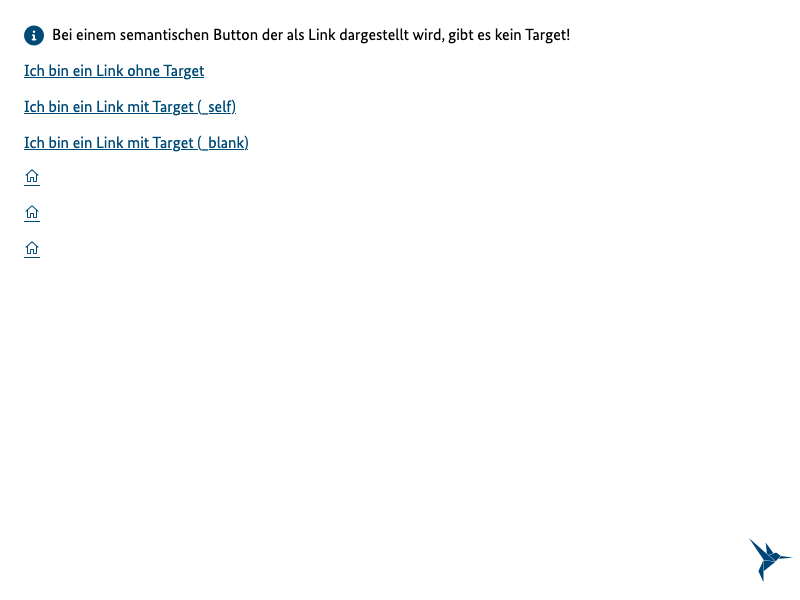 Bei einem semantischen Button der als Link dargestellt wird, gibt es kein Target!
Ich bin ein Link ohne Target
Ich bin ein Link mit Target (_self)
Ich bin ein Link mit Target (_blank)